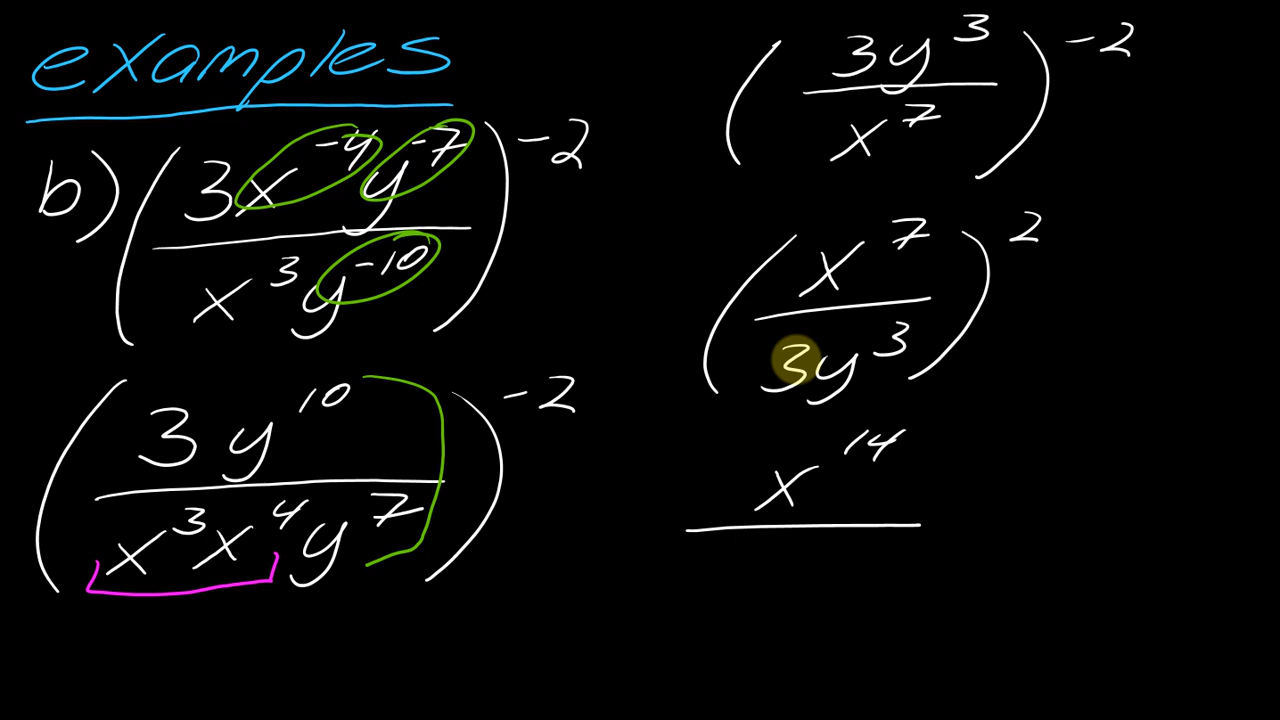 examples
b) (3x^-4 y^-7 / x^3 y^-10)^-2
(3y^10 / x^3 x^4 y^7)^-2
(3y^3 / x^7)^-2
(x^7 / 3y^3)^2
x^14